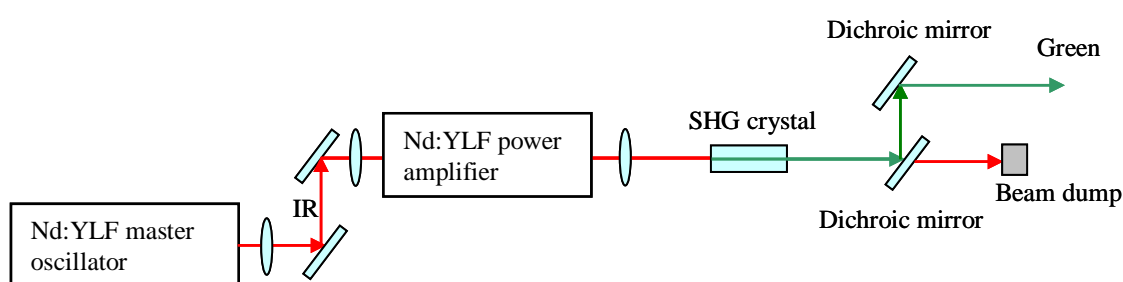 Dichroic mirror
Green
SHG crystal
Nd:YLF power
amplifier
Beam dump
IR
Dichroic mirror
Nd:YLF master
oscillator